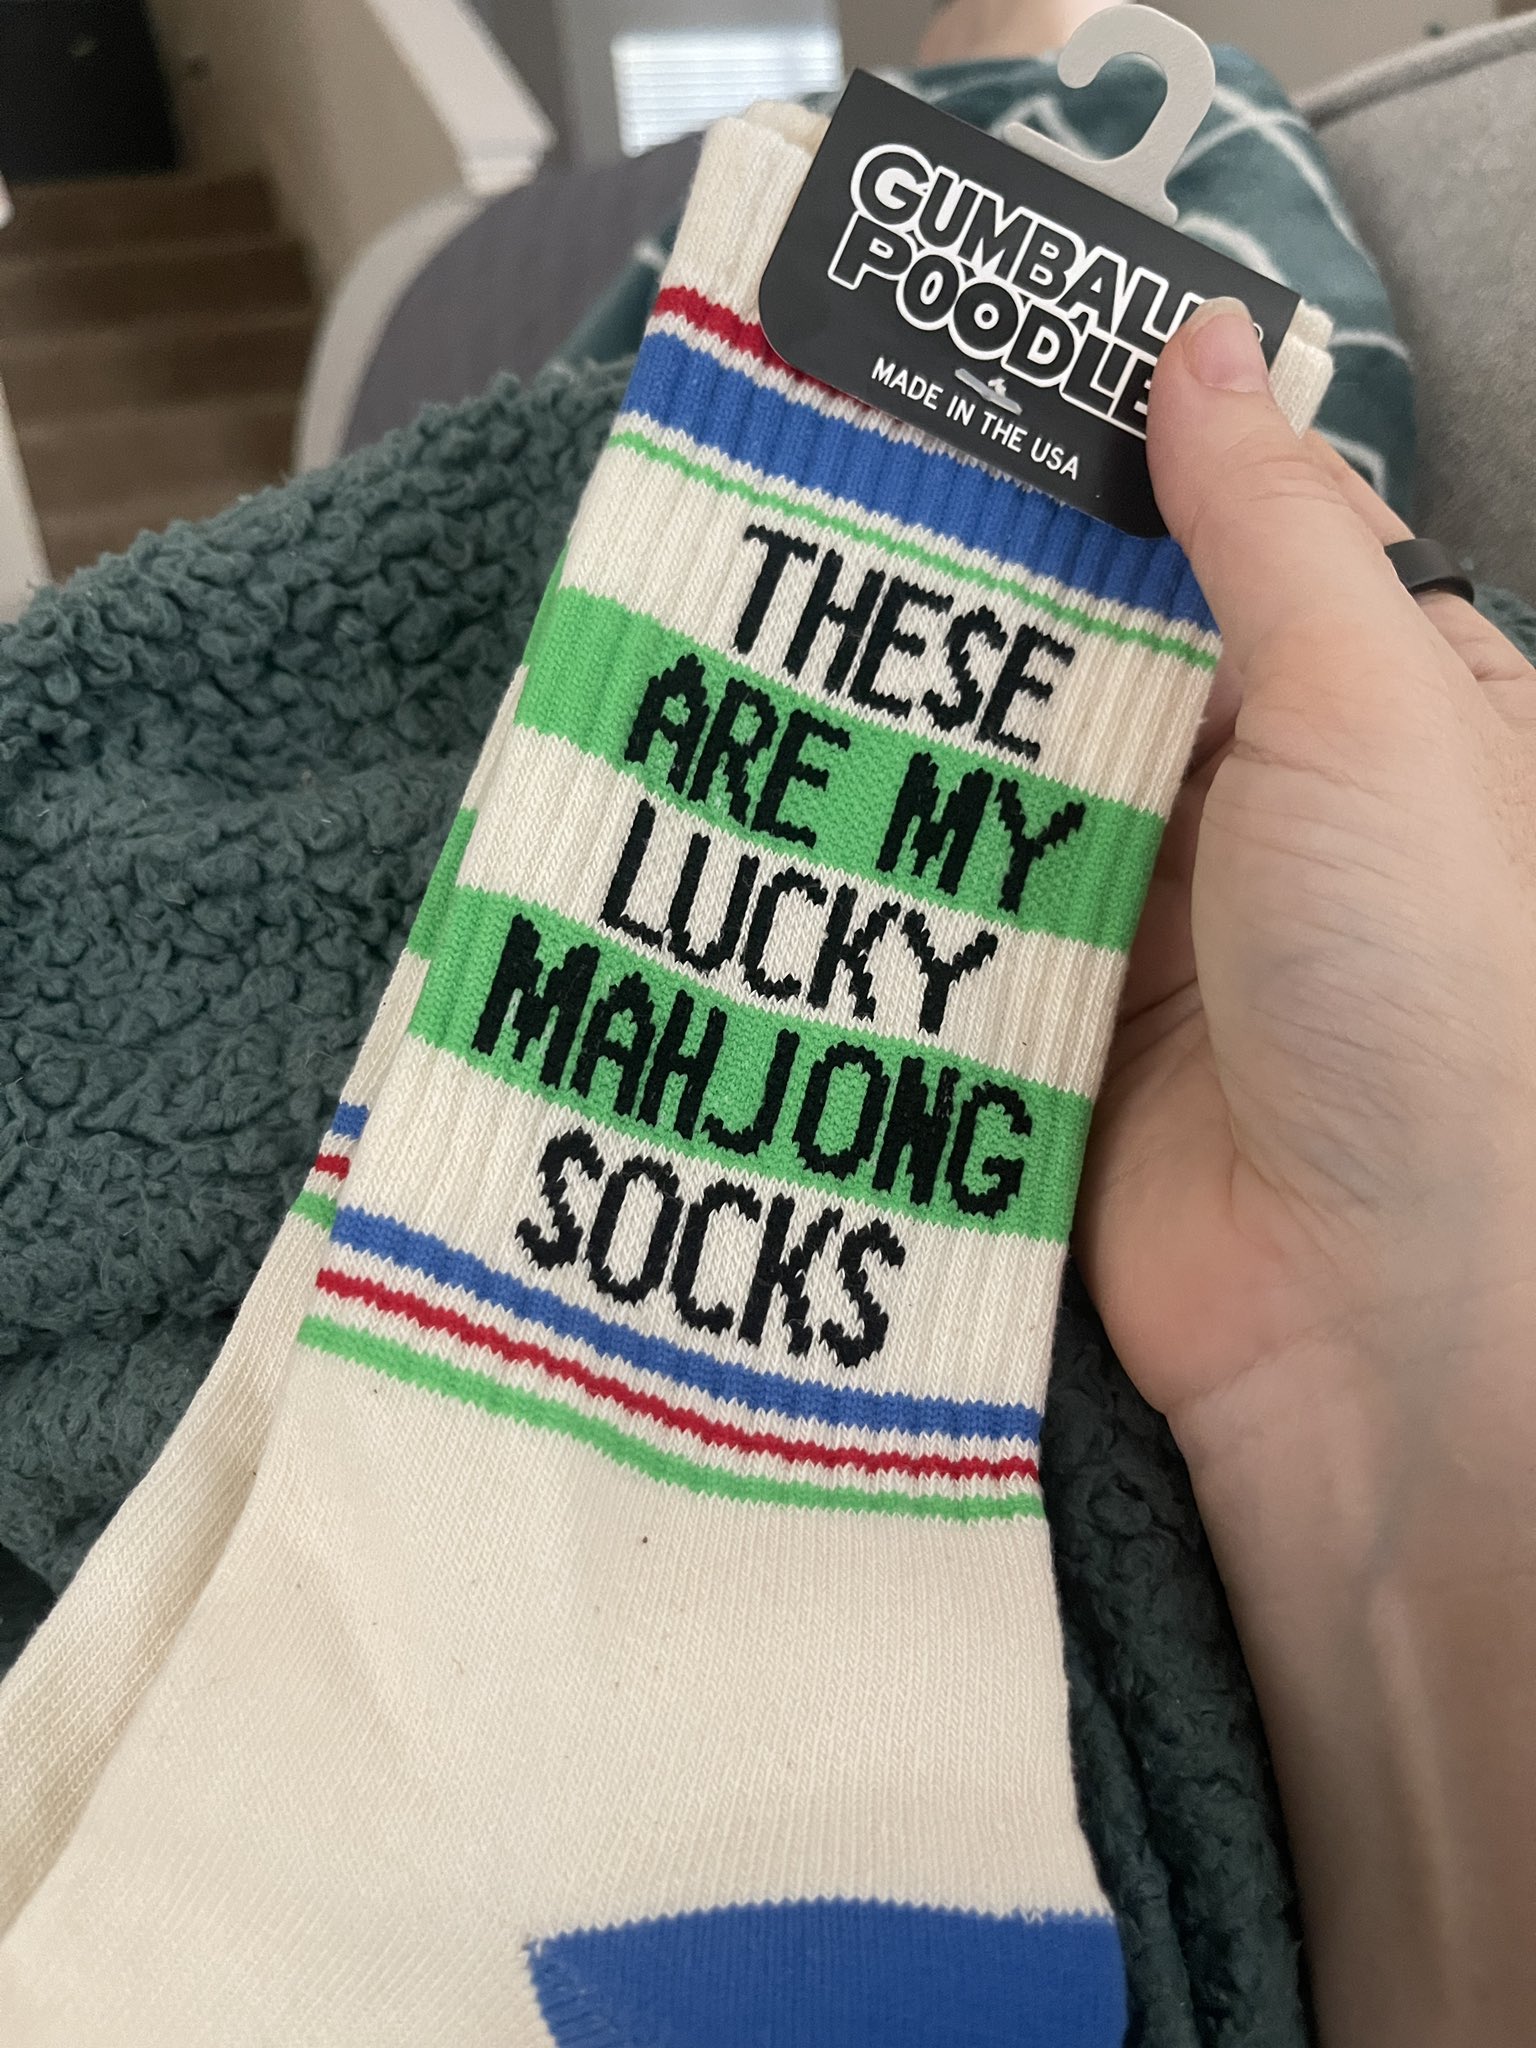 GUMBALL
POODLE
MADE IN THE USA
THESE
ARE MY
LUCKY
MAHJONG
SOCKS